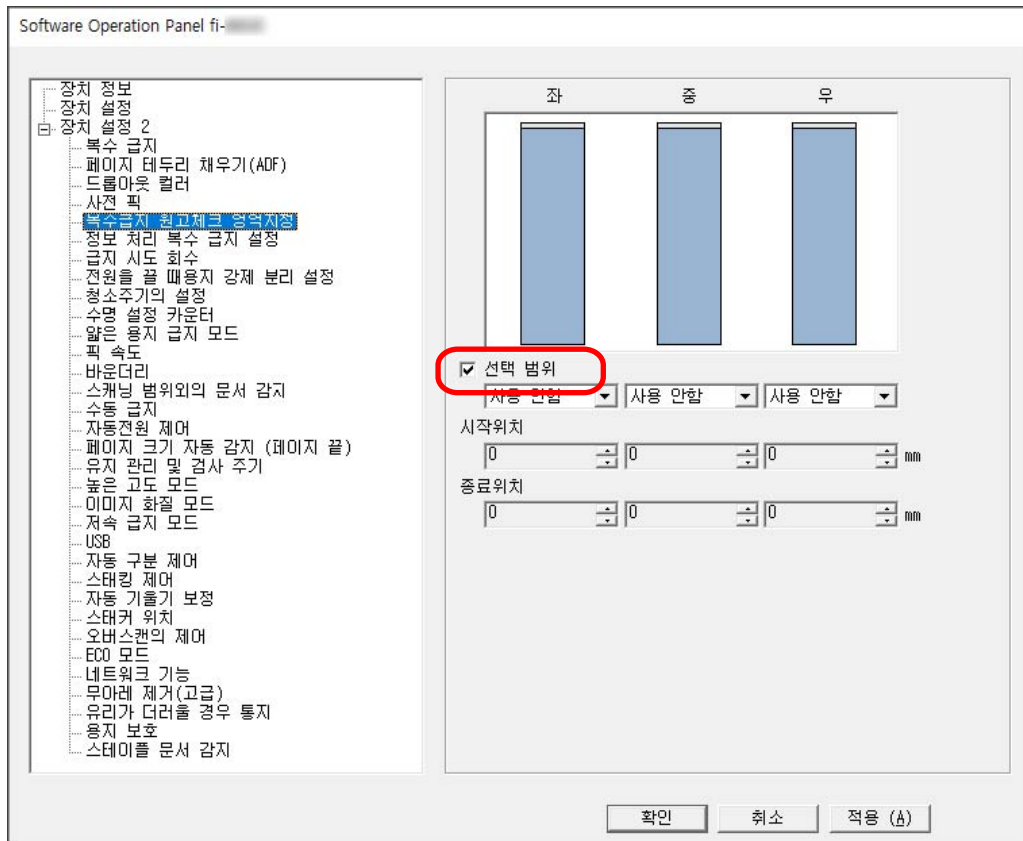 Software Operation Panel fi-
장치 정보
장치 설정
장치 설정 2
복수 급지
페이지 테두리 채우기(ADF)
드롭아웃 컬러
사전 픽
복수급지 원고체크 영역지정
정보 처리 복수 급지 설정
급지 시도 회수
전원을 끌 때용지 강제 분리 설정
청소주기의 설정
수명 설정 카운터
얇은 용지 급지 모드
픽 속도
바운더리
스캐닝 범위외의 문서 감지
수동 급지
자동전원 제어
페이지 크기 자동 감지 (페이지 끝)
유지 관리 및 검사 주기
높은 고도 모드
이미지 화질 모드
저속 급지 모드
USB
자동 구분 제어
스태킹 제어
자동 기울기 보정
스태커 위치
오버스캔의 제어
ECO 모드
네트워크 기능
무아레 제거(고급)
유리가 더러울 경우 통지
용지 보호
스테이플 문서 감지
좌 중 우
선택 범위
사용 안함 사용 안함 사용 안함
시작위치
0 0 0 mm
종료위치
0 0 0 mm
확인 취소 적용 (A)